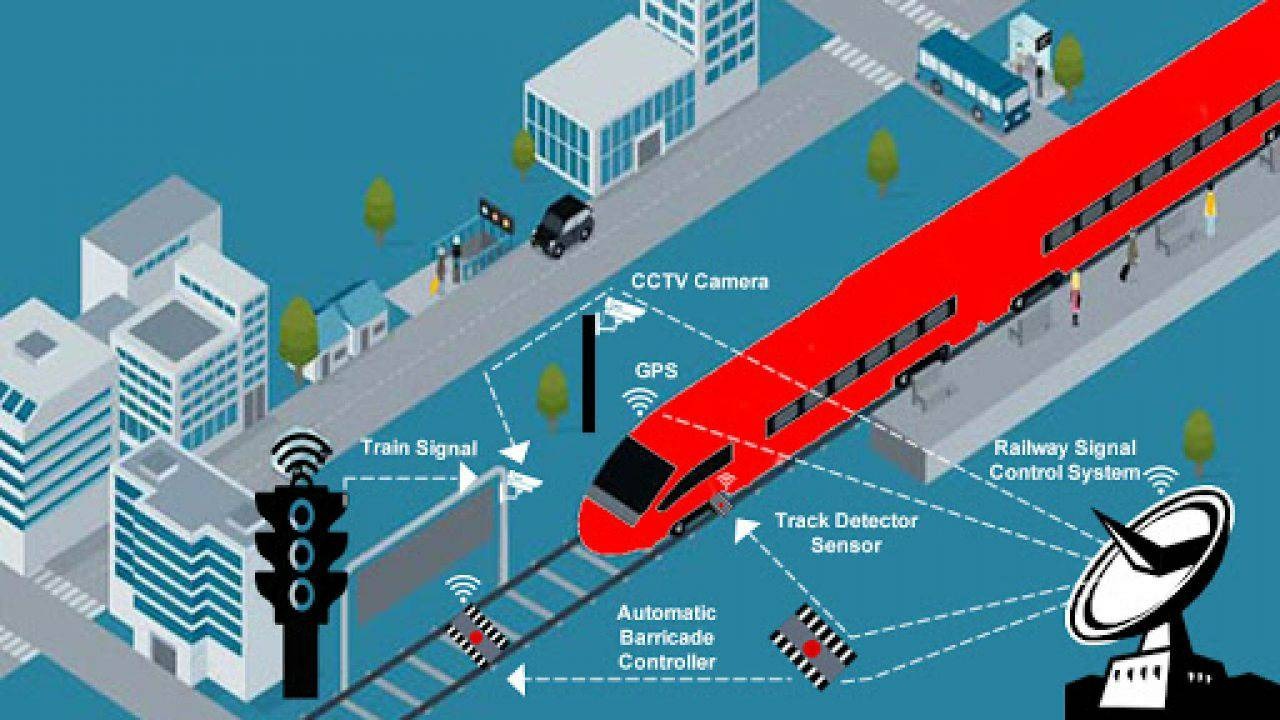 CCTV Camera
GPS
Train Signal
Railway Signal
Control System
Track Detector
Sensor
Automatic
Barricade
Controller